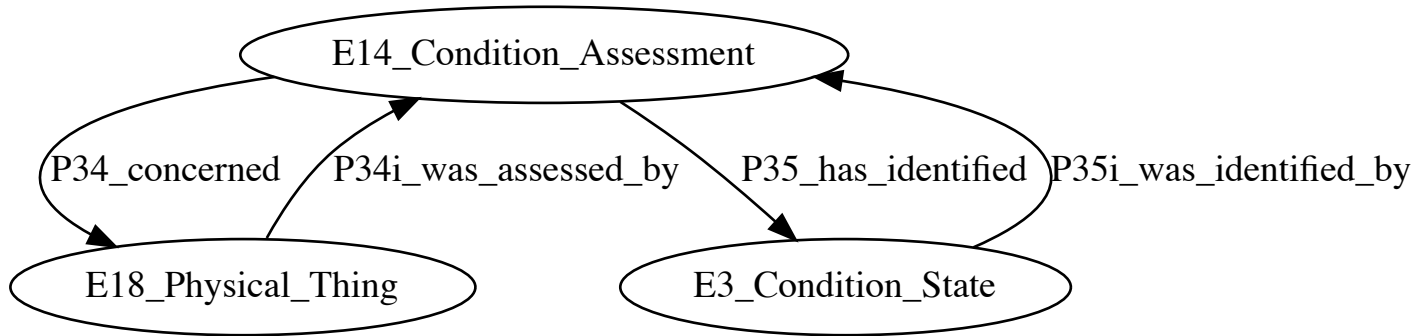 E14_Condition_Assessment
P34_concerned
P34i_was_assessed_by
P35_has_identified
P35i_was_identified_by
E18_Physical_Thing
E3_Condition_State